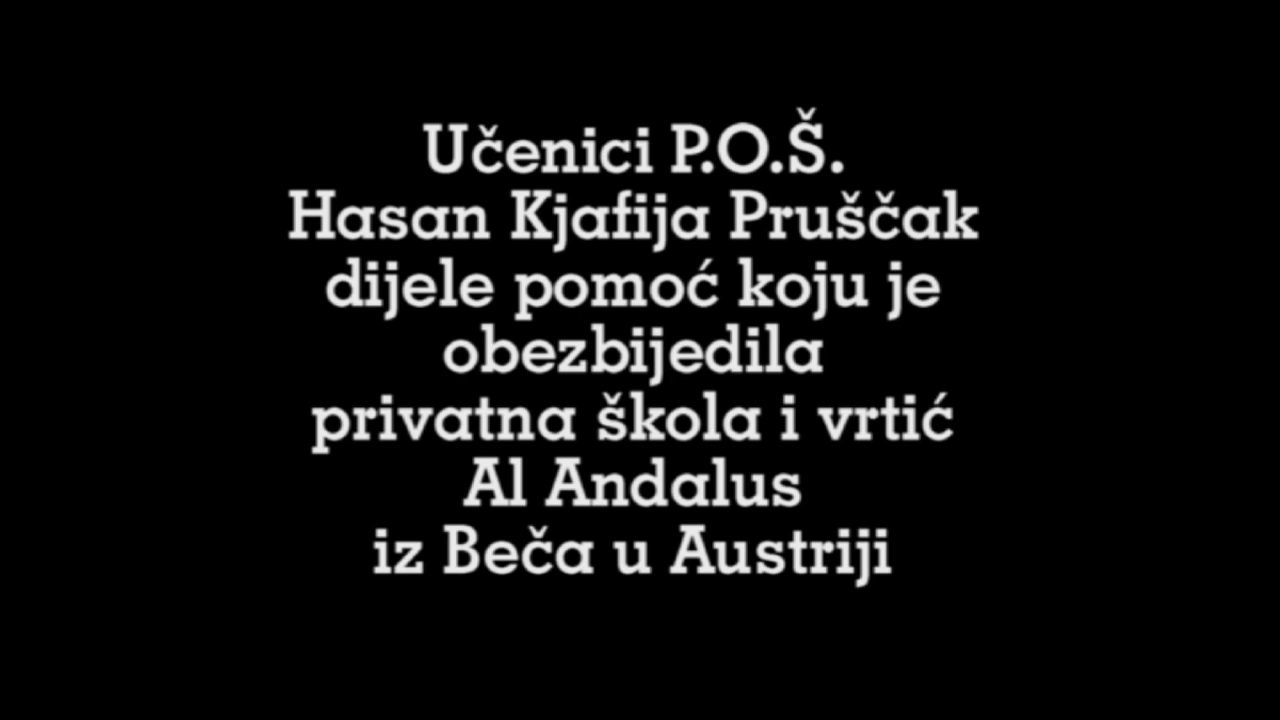 Učenici P.O.Š.
Hasan Kjafija Pruščak
dijele pomoć koju je
obezbijedila
privatna škola i vrtić
Al Andalus
iz Beča u Austriji